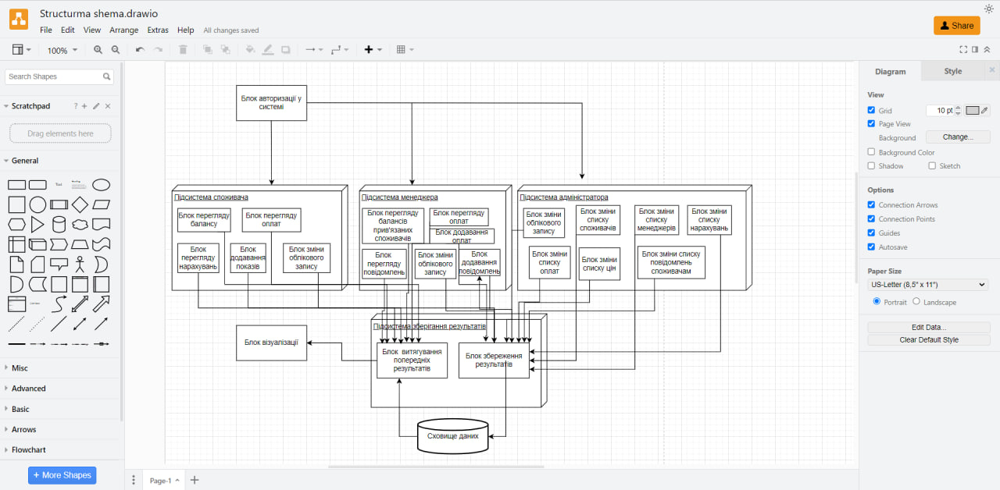 Structurma shema.drawio
File Edit View Arrange Extras Help All changes saved
Share
100%
Search Shapes
Scratchpad
?
Drag elements here
General
Text
Misc
Advanced
Basic
Arrows
Flowchart
+ More Shapes
Блок авторизації у
системі
Підсистема споживача
Блок перегляду
балансу
Блок перегляду
оплат
Блок
перегляду
нарахувань
Блок
додавання
показів
Блок зміни
облікового
запису
Підсистема менеджера
Блок перегляду
балансів
прив'язаних
споживачів
Блок перегляду
оплат
Блок додавання
оплат
Блок
перегляду
повідомлень
Блок зміни
облікового
запису
Блок
додавання
повідомлень
Підсистема адміністратора
Блок зміни
облікового
запису
Блок зміни
списку
споживачів
Блок зміни
списку
менеджерів
Блок зміни
списку
нарахувань
Блок зміни
списку
оплат
Блок зміни
списку цін
Блок зміни списку
повідомлень
споживачам
Підсистема зберігання результатів
Блок візуалізації
Блок витягування
попередніх
результатів
Блок збереження
результатів
Сховище даних
Page-1
Diagram Style
View
Grid 10 pt
Page View
Background Change...
Background Color
Shadow Sketch
Options
Connection Arrows
Connection Points
Guides
Autosave
Paper Size
US-Letter (8,5" x 11")
Portrait Landscape
Edit Data...
Clear Default Style